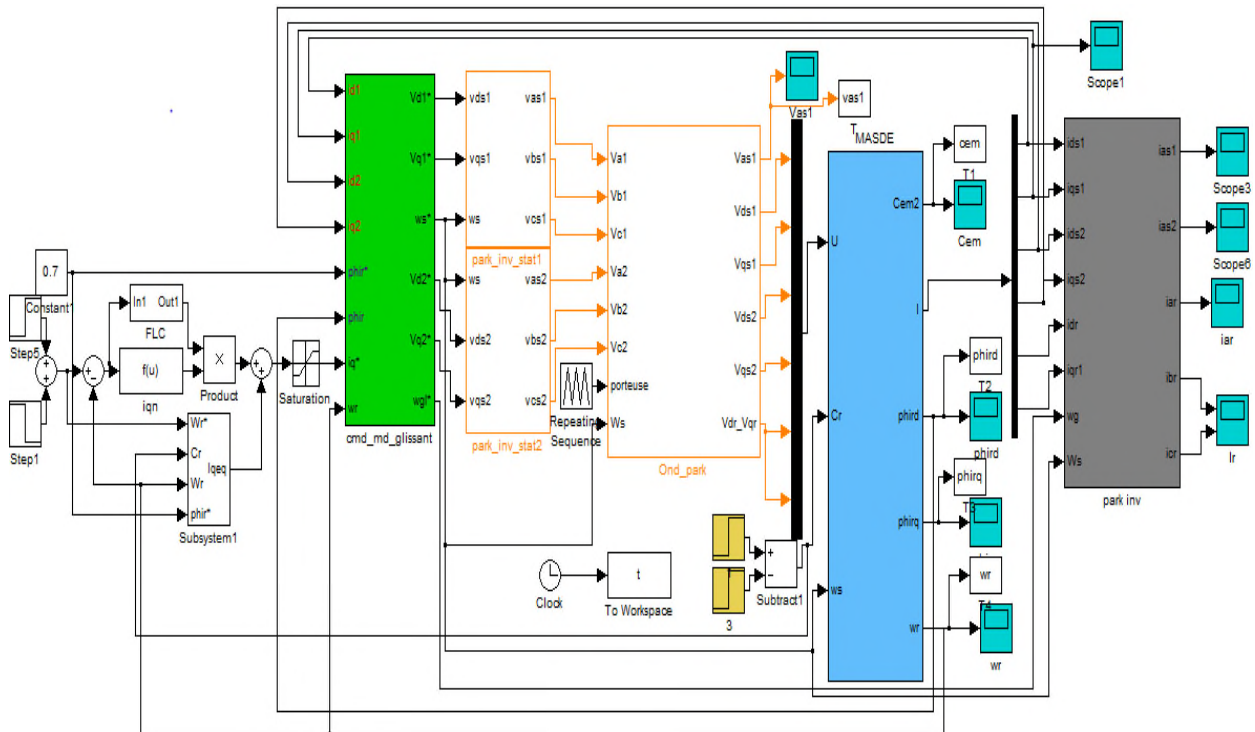 d1
q1
d2
q2
phir*
phir
iq*
wr
Vd1*
Vq1*
ws*
Vd2*
Vq2*
wgl*
cmd_md_glissant
0.7
Constant1
Step5
Step1
In1 Out1
FLC
f(u)
iqn
X
Product
Saturation
Wr*
Cr
Wr
phir*
Iqeq
Subsystem1
vds1
vqs1
ws
vas1
vbs1
vcs1
park_inv_stat1
ws
vds2
vqs2
vas2
vbs2
vcs2
park_inv_stat2
Repeating
Sequence
Va1
Vb1
Vc1
Va2
Vb2
Vc2
porteuse
Ws
Vas1
Vds1
Vqs1
Vds2
Vqs2
Vdr_Vqr
Ond_park
Clock
t
To Workspace
3
Subtract1
Vas1
vas1
T
MASDE
U
Cr
ws
Cem2
I
phird
phirq
wr
cem
T1
Cem
phird
T2
phird
phirq
T3
wr
T4
wr
Scope1
ids1
iqs1
ids2
iqs2
idr
iqr1
wg
Ws
ias1
ias2
iar
ibr
icr
park inv
Scope3
Scope6
iar
Ir